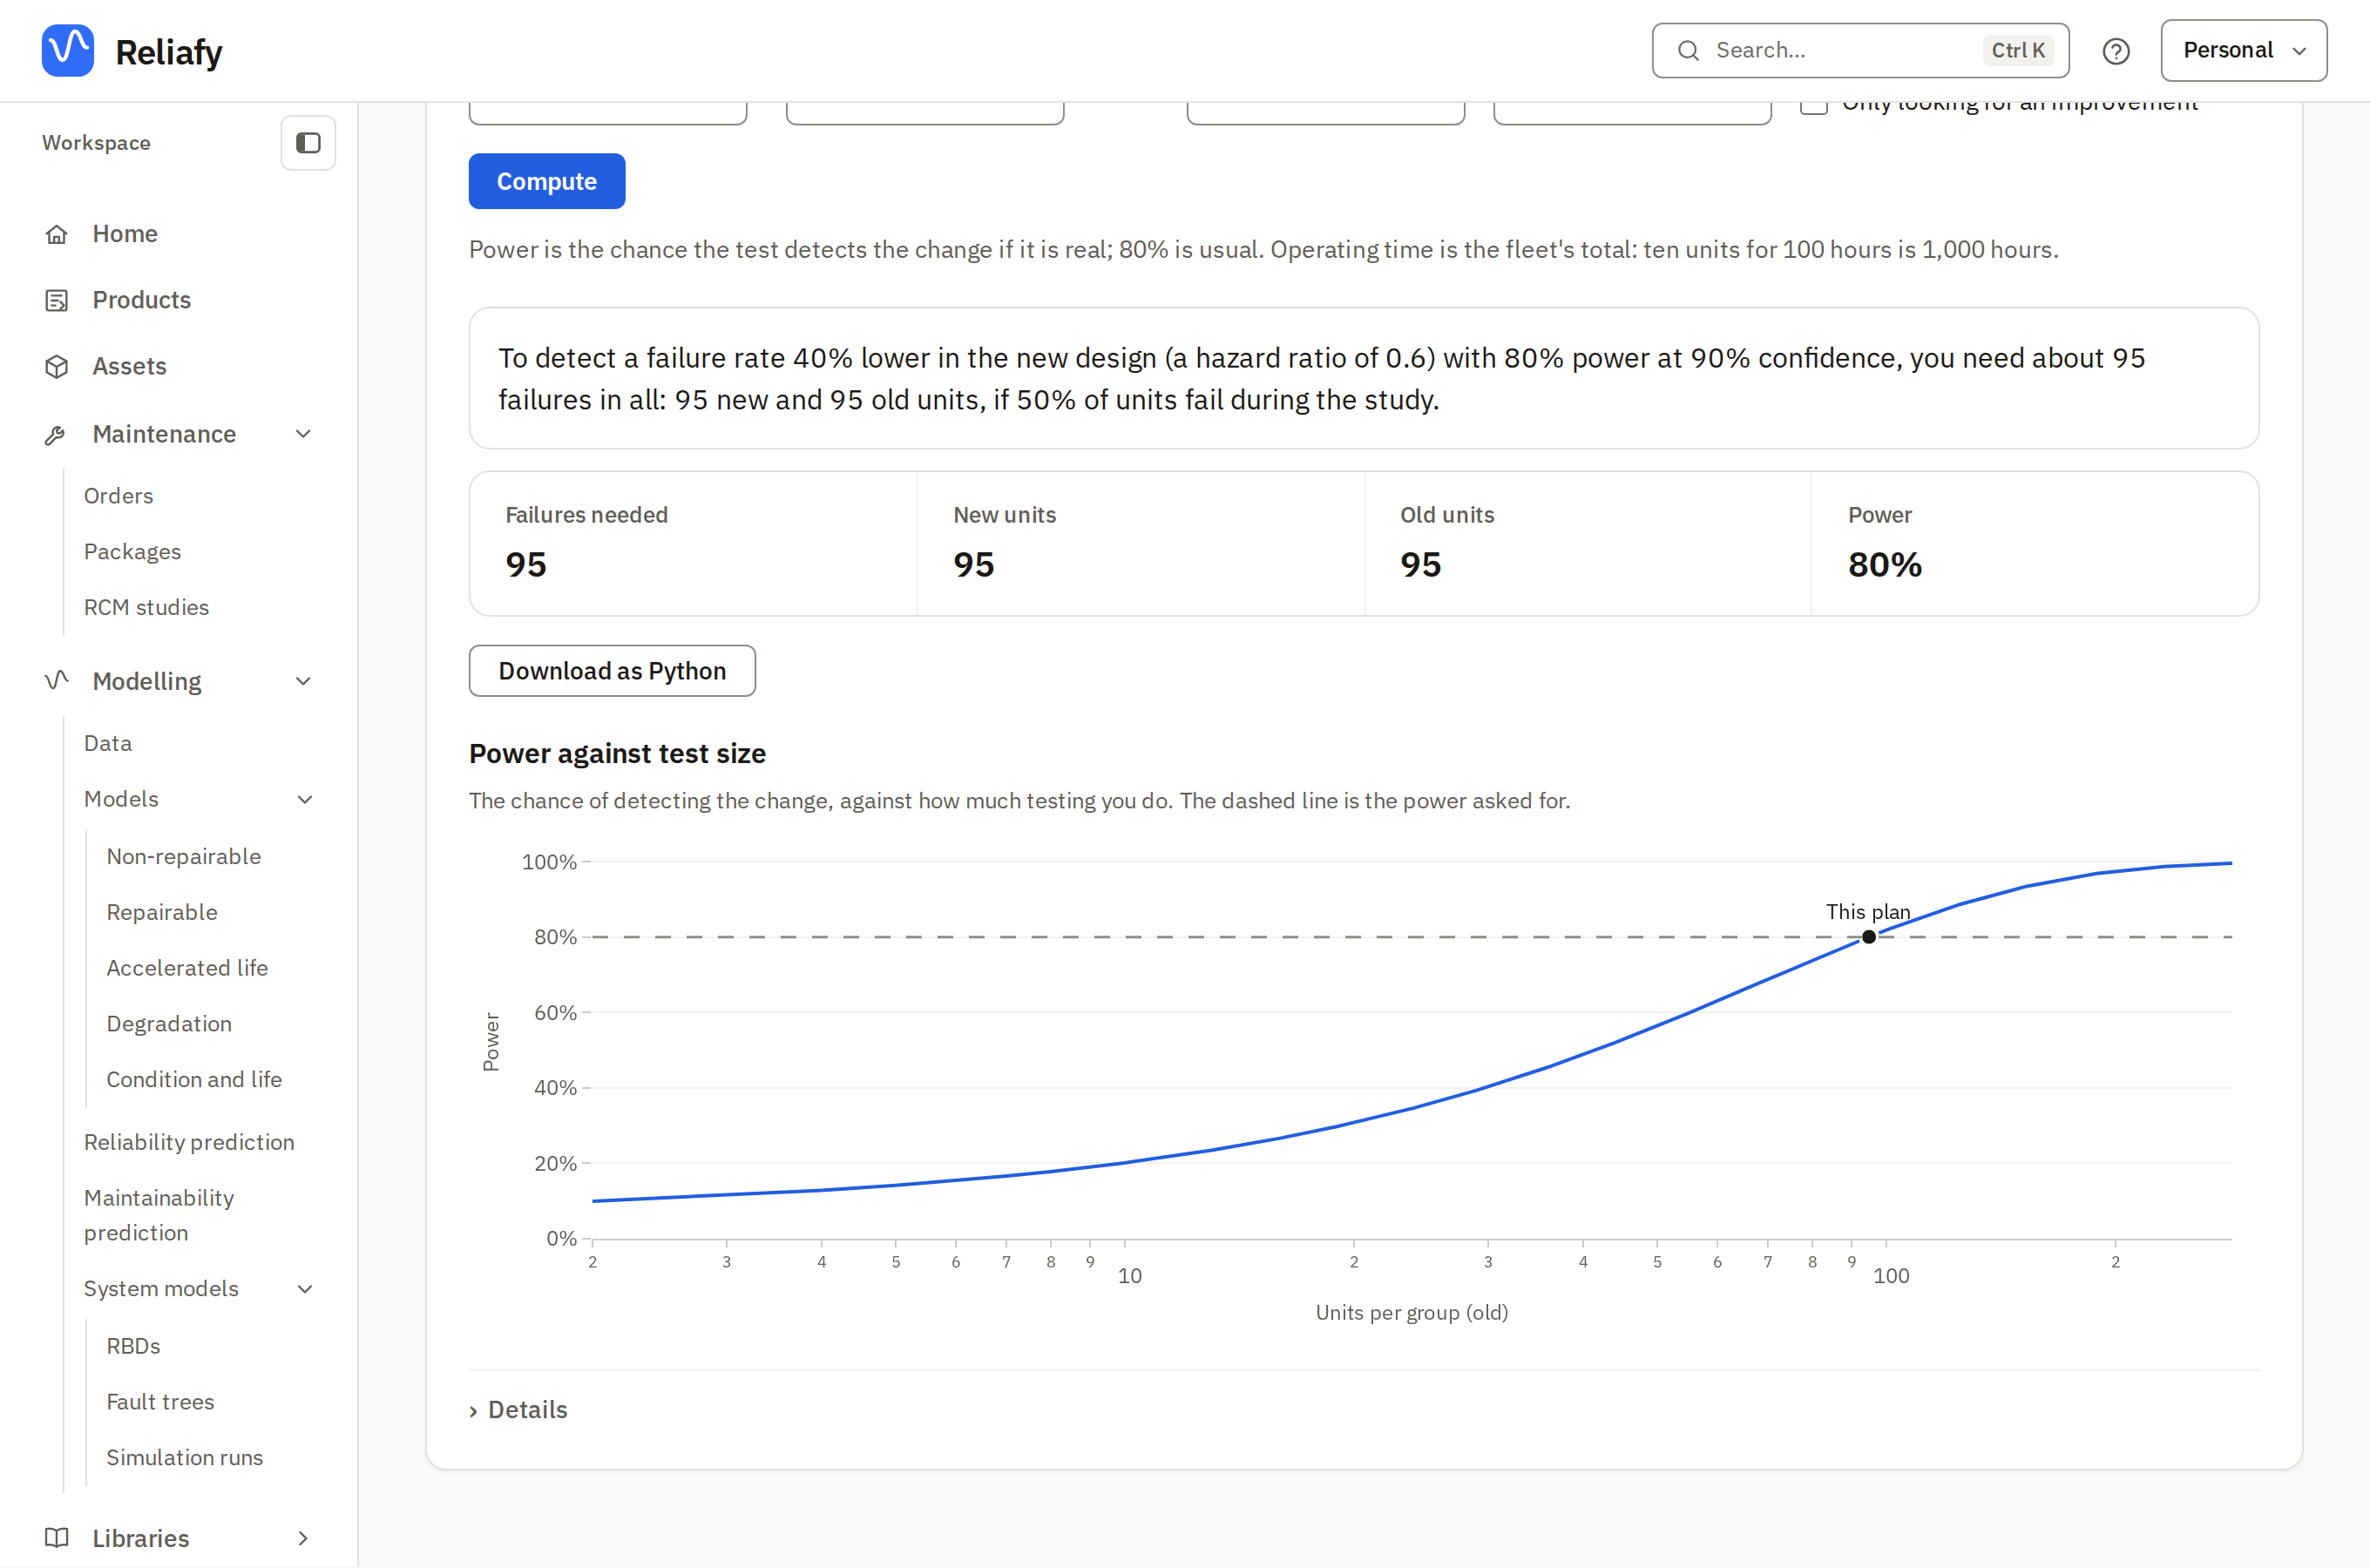 Reliafy
Search...
Ctrl K
Personal
Workspace
Home
Products
Assets
Maintenance
Orders
Packages
RCM studies
Modelling
Data
Models
Non-repairable
Repairable
Accelerated life
Degradation
Condition and life
Reliability prediction
Maintainability
prediction
System models
RBDs
Fault trees
Simulation runs
Libraries
Only looking for an improvement
Compute
Power is the chance the test detects the change if it is real; 80% is usual. Operating time is the fleet's total: ten units for 100 hours is 1,000 hours.
To detect a failure rate 40% lower in the new design (a hazard ratio of 0.6) with 80% power at 90% confidence, you need about 95
failures in all: 95 new and 95 old units, if 50% of units fail during the study.
Failures needed
95
New units
95
Old units
95
Power
80%
Download as Python
Power against test size
The chance of detecting the change, against how much testing you do. The dashed line is the power asked for.
100%
80%
60%
40%
20%
0%
Power
This plan
2 3 4 5 6 7 8 9 10 2 3 4 5 6 7 8 9 100 2
Units per group (old)
› Details